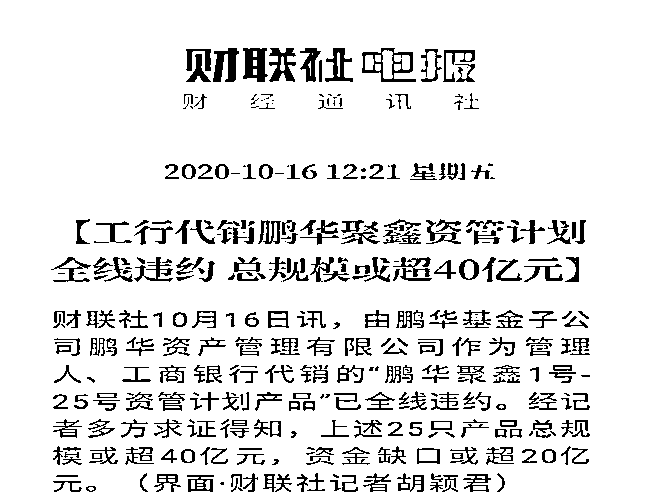 财联社电报
财经通讯社
2020-10-16 12:21 星期五
【工行代销鹏华聚鑫资管计划
全线违约 总规模或超40亿元】
财联社10月16日讯，由鹏华基金子公
司鹏华资产管理有限公司作为管理
人、工商银行代销的“鹏华聚鑫1号-
25号资管计划产品”已全线违约。经记
者多方求证得知，上述25只产品总规
模或超40亿元，资金缺口或超20亿
元。（界面·财联社记者胡颖君）